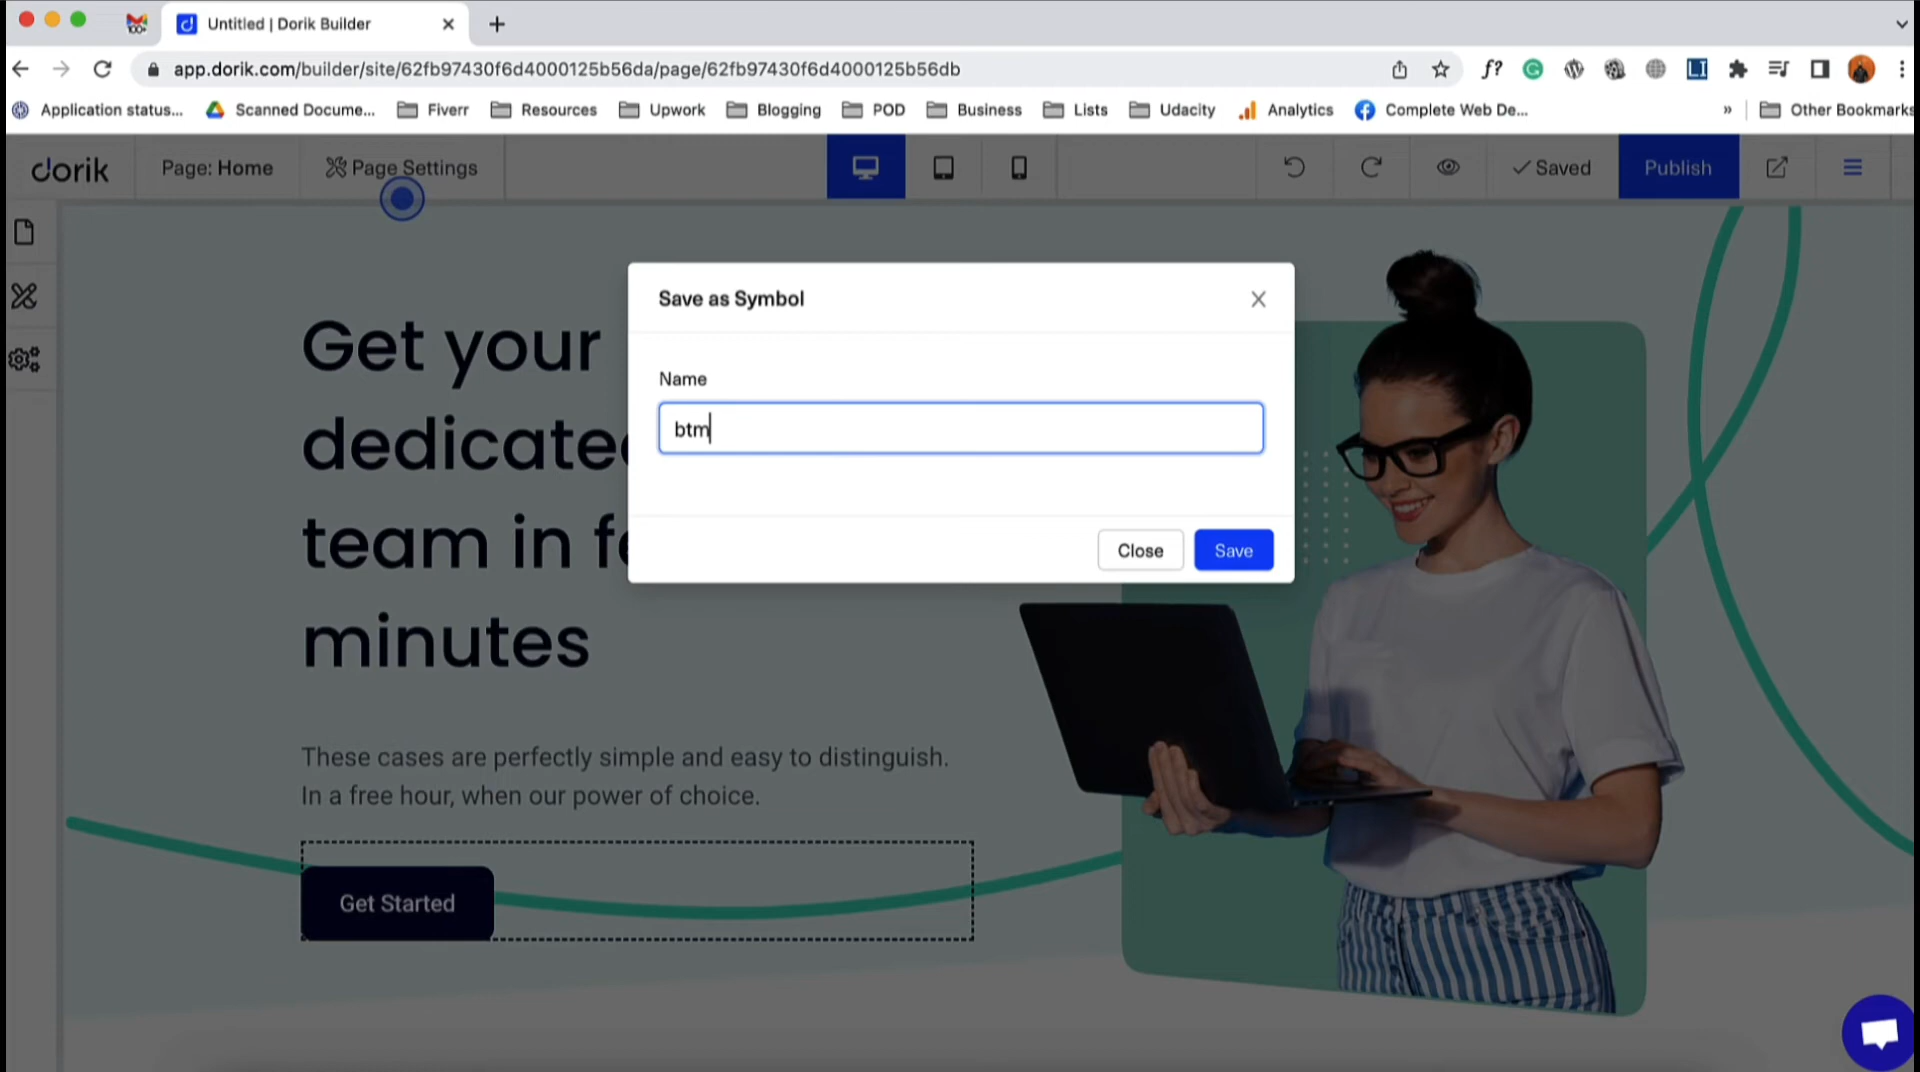 Untitled | Dorik Builder
app.dorik.com/builder/site/62fb97430f6d4000125b56da/page/62fb97430f6d4000125b56db
f?
LI
Application status...
Scanned Docume...
Fiverr
Resources
Upwork
Blogging
POD
Business
Lists
Udacity
Analytics
Complete Web De...
»
Other Bookmarks
dorik
Page: Home
Page Settings
Saved
Publish
Save as Symbol
Name
btm
Close
Save
Get your
dedicate
team in fe
minutes
These cases are perfectly simple and easy to distinguish.
In a free hour, when our power of choice.
Get Started